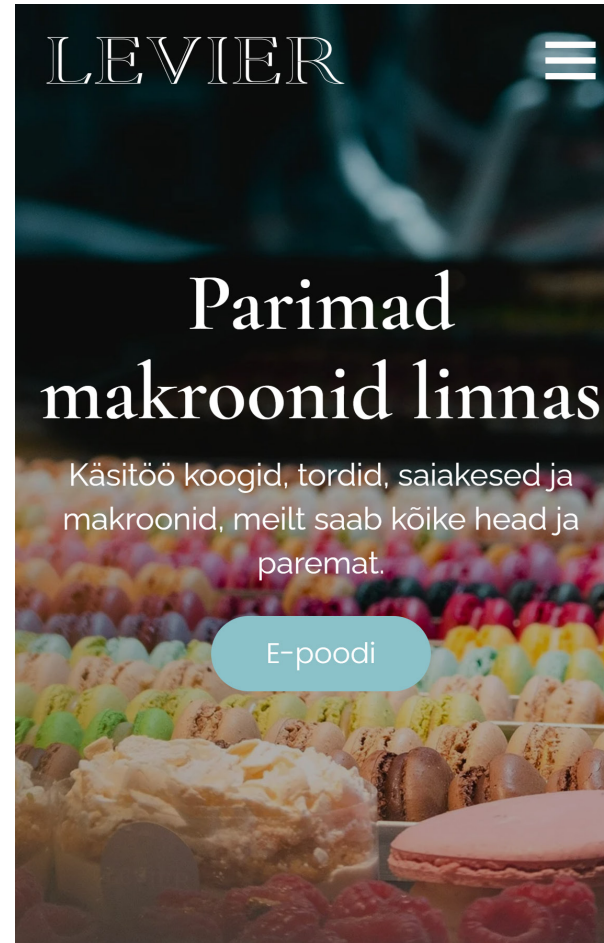 LEVIER
Parimad
makroonid linnas
Käsitöö koogid, tordid, saiakesed ja
makroonid, meilt saab kõike head ja
paremat.
E-poodi